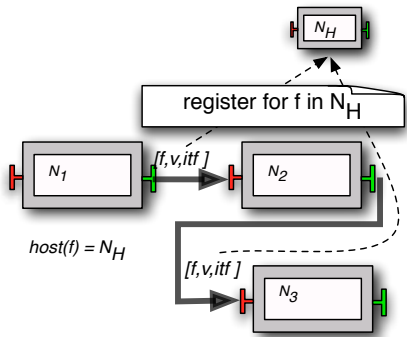 N_H
register for f in N_H
N_1
[f,v,itf ]
N_2
host(f) = N_H
[f,v,itf ]
N_3